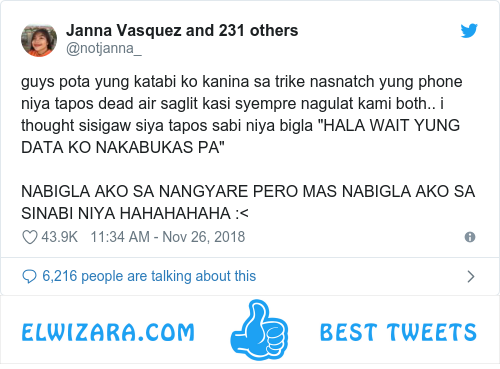 Janna Vasquez and 231 others
@notjanna_
guys pota yung katabi ko kanina sa trike nasnatch yung phone
niya tapos dead air saglit kasi syempre nagulat kami both.. i
thought sisigaw siya tapos sabi niya bigla "HALA WAIT YUNG
DATA KO NAKABUKAS PA"
NABIGLA AKO SA NANGYARE PERO MAS NABIGLA AKO SA
SINABI NIYA HAHAHAHAHA :<
43.9K 11:34 AM - Nov 26, 2018
6,216 people are talking about this
ELWIZARA.COM BEST TWEETS